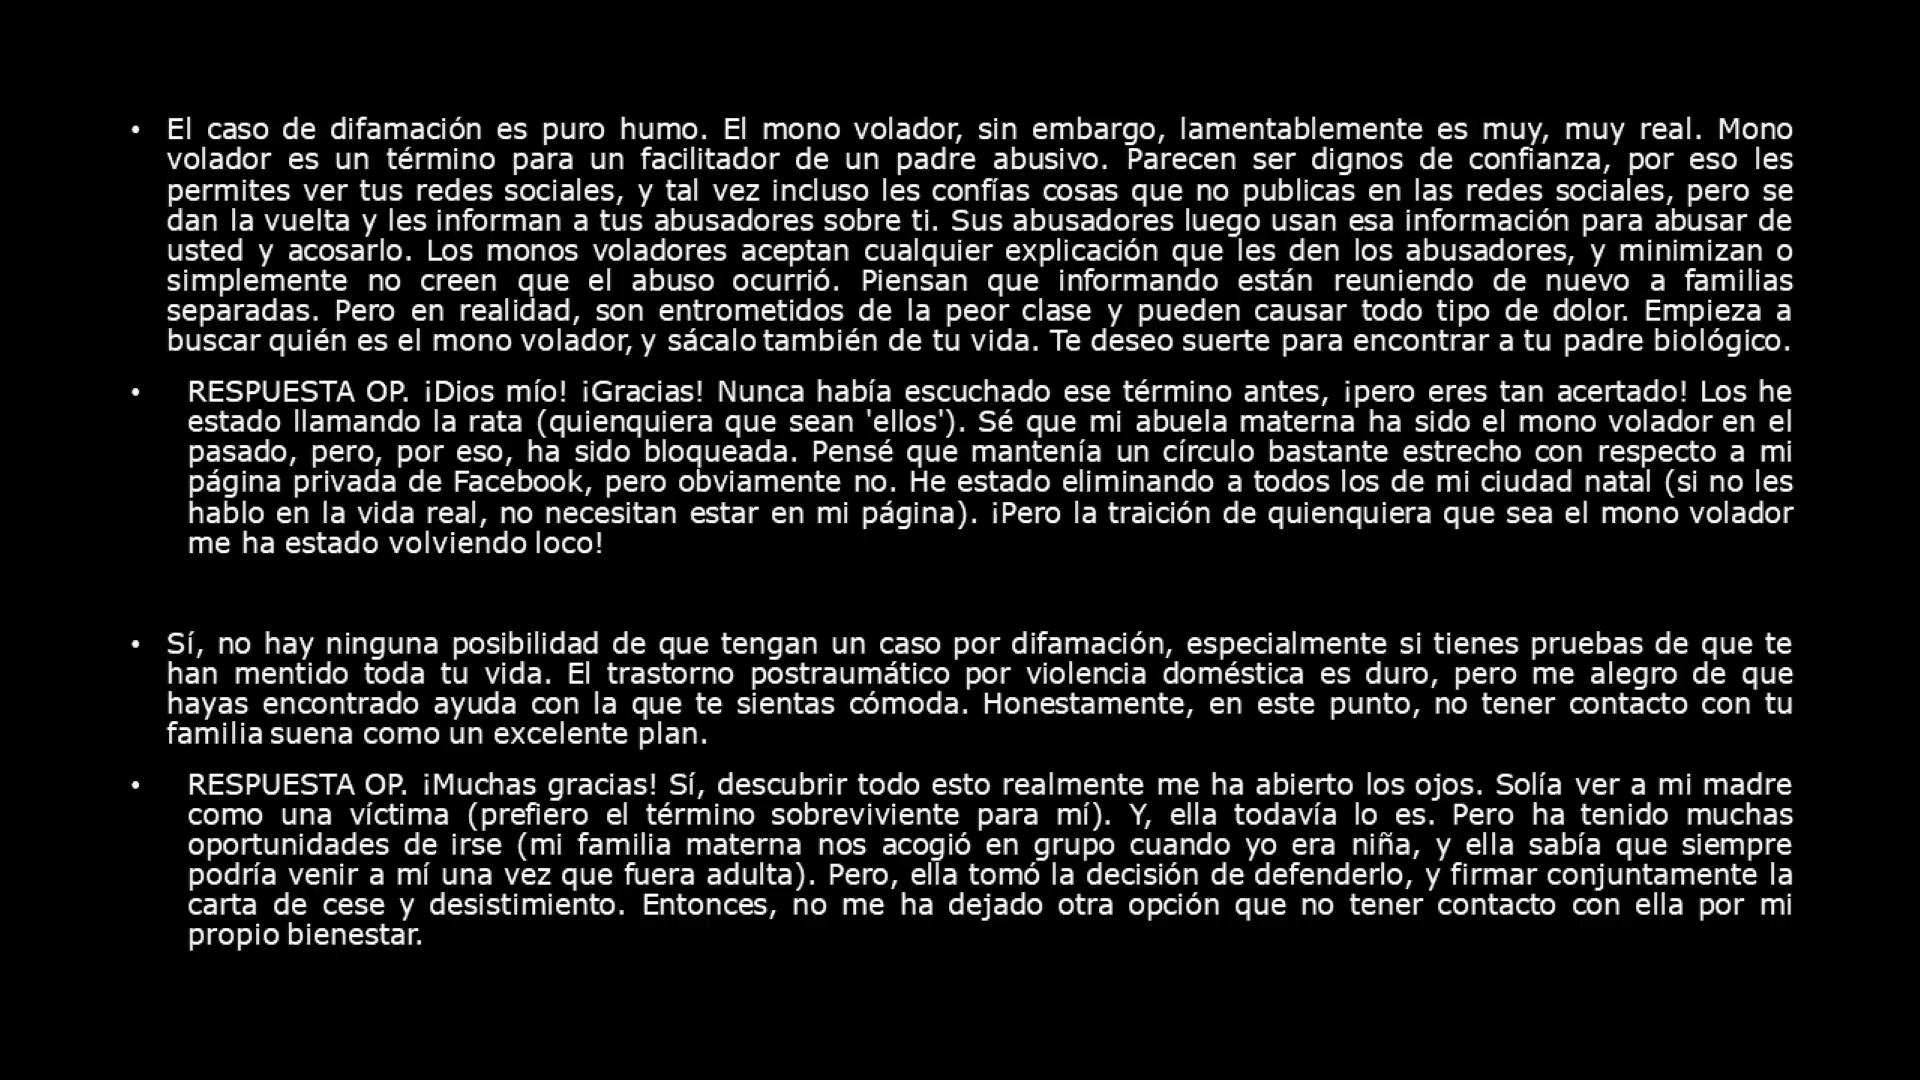 • El caso de difamación es puro humo. El mono volador, sin embargo, lamentablemente es muy, muy real. Mono
volador es un término para un facilitador de un padre abusivo. Parecen ser dignos de confianza, por eso les
permites ver tus redes sociales, y tal vez incluso les confías cosas que no publicas en las redes sociales, pero se
dan la vuelta y les informan a tus abusadores sobre ti. Sus abusadores luego usan esa información para abusar de
usted y acosarlo. Los monos voladores aceptan cualquier explicación que les den los abusadores, y minimizan o
simplemente no creen que el abuso ocurrió. Piensan que informando están reuniendo de nuevo a familias
separadas. Pero en realidad, son entrometidos de la peor clase y pueden causar todo tipo de dolor. Empieza a
buscar quién es el mono volador, y sácalo también de tu vida. Te deseo suerte para encontrar a tu padre biológico.
• RESPUESTA OP. ¡Dios mío! ¡Gracias! Nunca había escuchado ese término antes, ¡pero eres tan acertado! Los he
estado llamando la rata (quienquiera que sean 'ellos'). Sé que mi abuela materna ha sido el mono volador en el
pasado, pero, por eso, ha sido bloqueada. Pensé que mantenía un círculo bastante estrecho con respecto a mi
página privada de Facebook, pero obviamente no. He estado eliminando a todos los de mi ciudad natal (si no les
hablo en la vida real, no necesitan estar en mi página). ¡Pero la traición de quienquiera que sea el mono volador
me ha estado volviendo loco!
• Sí, no hay ninguna posibilidad de que tengan un caso por difamación, especialmente si tienes pruebas de que te
han mentido toda tu vida. El trastorno postraumático por violencia doméstica es duro, pero me alegro de que
hayas encontrado ayuda con la que te sientas cómoda. Honestamente, en este punto, no tener contacto con tu
familia suena como un excelente plan.
• RESPUESTA OP. ¡Muchas gracias! Sí, descubrir todo esto realmente me ha abierto los ojos. Solía ver a mi madre
como una víctima (prefiero el término sobreviviente para mí). Y, ella todavía lo es. Pero ha tenido muchas
oportunidades de irse (mi familia materna nos acogió en grupo cuando yo era niña, y ella sabía que siempre
podría venir a mí una vez que fuera adulta). Pero, ella tomó la decisión de defenderlo, y firmar conjuntamente la
carta de cese y desistimiento. Entonces, no me ha dejado otra opción que no tener contacto con ella por mi
propio bienestar.